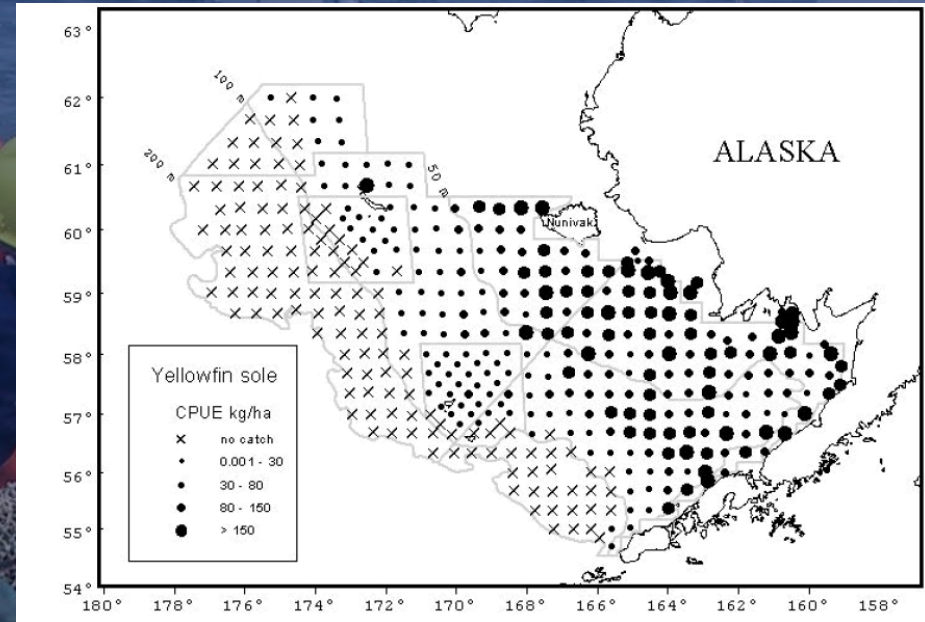 63°
62°
61°
60°
59°
58°
57°
56°
55°
54°
100 m
200 m
50 m
ALASKA
Nunivak
Yellowfin sole
CPUE kg/ha
no catch
0.001 - 30
30 - 80
80 - 150
> 150
180° 178° 176° 174° 172° 170° 168° 166° 164° 162° 160° 158°